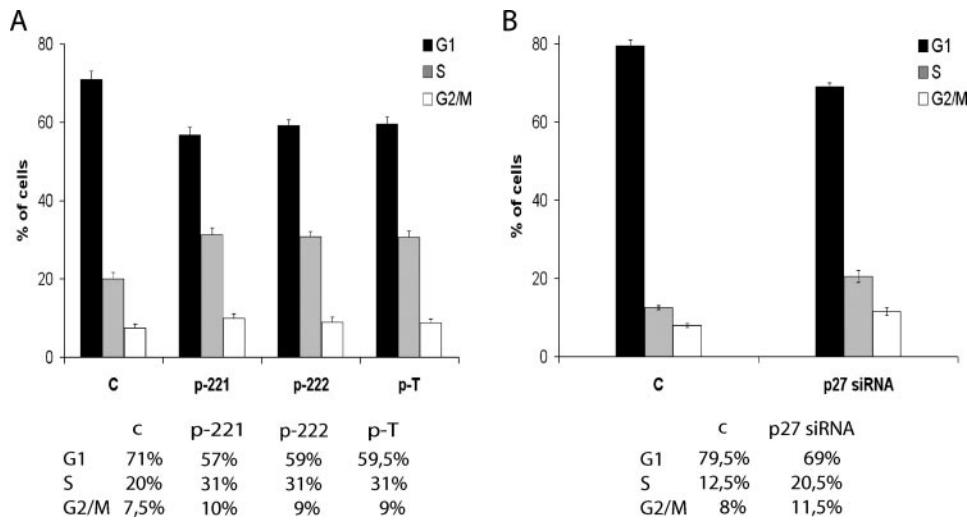 A
% of cells
80
60
40
20
0
G1
S
G2/M
C p-221 p-222 p-T
c p-221 p-222 p-T
G1 71% 57% 59% 59,5%
S 20% 31% 31% 31%
G2/M 7,5% 10% 9% 9%
B
% of cells
80
60
40
20
0
G1
S
G2/M
C p27 siRNA
c p27 siRNA
G1 79,5% 69%
S 12,5% 20,5%
G2/M 8% 11,5%